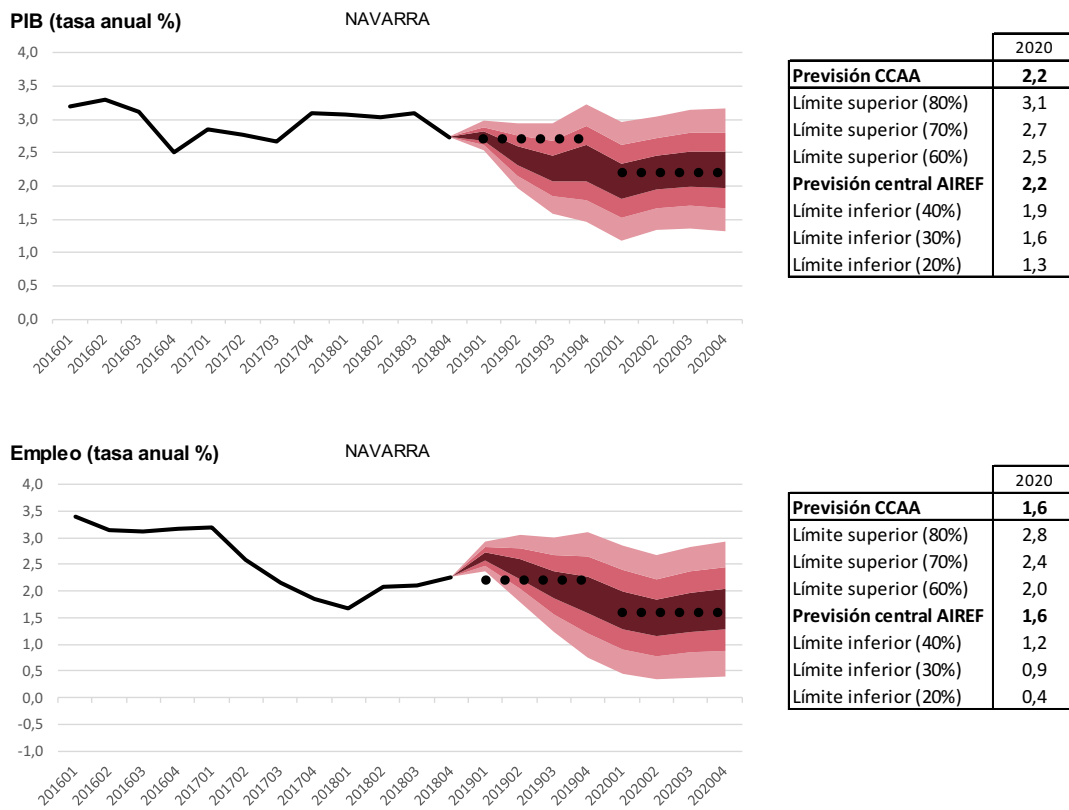 PIB (tasa anual %) NAVARRA
4,0
3,5
3,0
2,5
2,0
1,5
1,0
0,5
0,0
201601 201602 201603 201604 201701 201702 201703 201704 201801 201802 201803 201804 201901 201902 201903 201904 202001 202002 202003 202004
2020
Previsión CCAA 2,2
Límite superior (80%) 3,1
Límite superior (70%) 2,7
Límite superior (60%) 2,5
Previsión central AIREF 2,2
Límite inferior (40%) 1,9
Límite inferior (30%) 1,6
Límite inferior (20%) 1,3
Empleo (tasa anual %) NAVARRA
4,0
3,5
3,0
2,5
2,0
1,5
1,0
0,5
0,0
-0,5
-1,0
201601 201602 201603 201604 201701 201702 201703 201704 201801 201802 201803 201804 201901 201902 201903 201904 202001 202002 202003 202004
2020
Previsión CCAA 1,6
Límite superior (80%) 2,8
Límite superior (70%) 2,4
Límite superior (60%) 2,0
Previsión central AIREF 1,6
Límite inferior (40%) 1,2
Límite inferior (30%) 0,9
Límite inferior (20%) 0,4